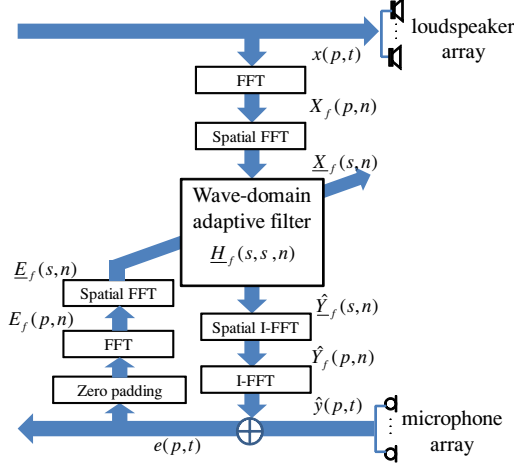 loudspeaker
array
x(p,t)
FFT
X_f(p,n)
Spatial FFT
X_f(s,n)
Wave-domain
adaptive filter
H_f(s,s,n)
E_f(s,n)
Spatial FFT
Ŷ_f(s,n)
Spatial I-FFT
E_f(p,n)
FFT
Ŷ_f(p,n)
I-FFT
Zero padding
ŷ(p,t)
microphone
array
e(p,t)